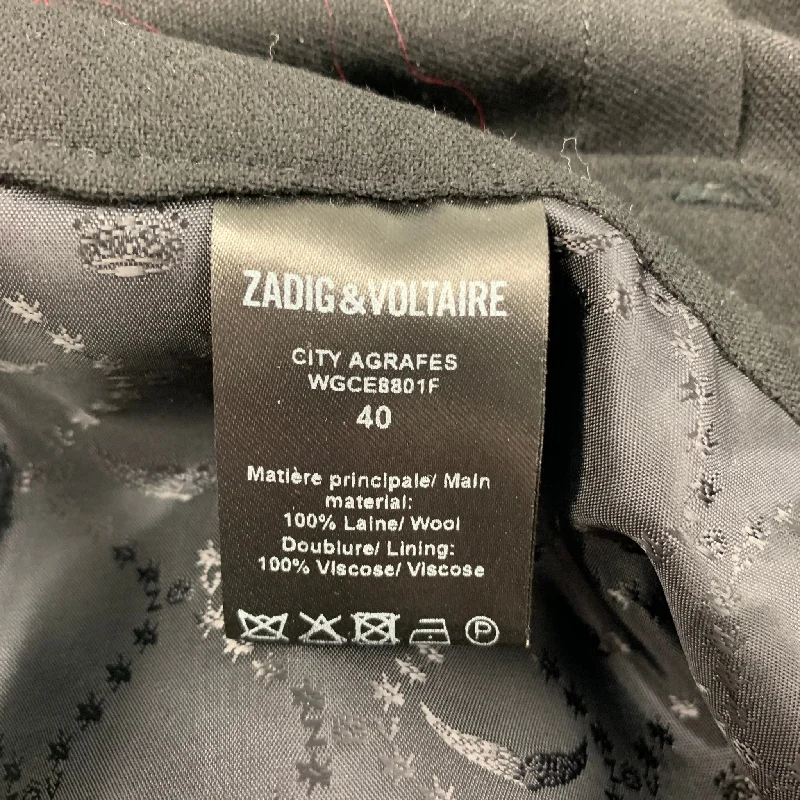 ZADIG&VOLTAIRE
CITY AGRAFES
WGCE8801F
40
Matière principale/ Main
material:
100% Laine/ Wool
Doublure/ Lining:
100% Viscose/ Viscose
P